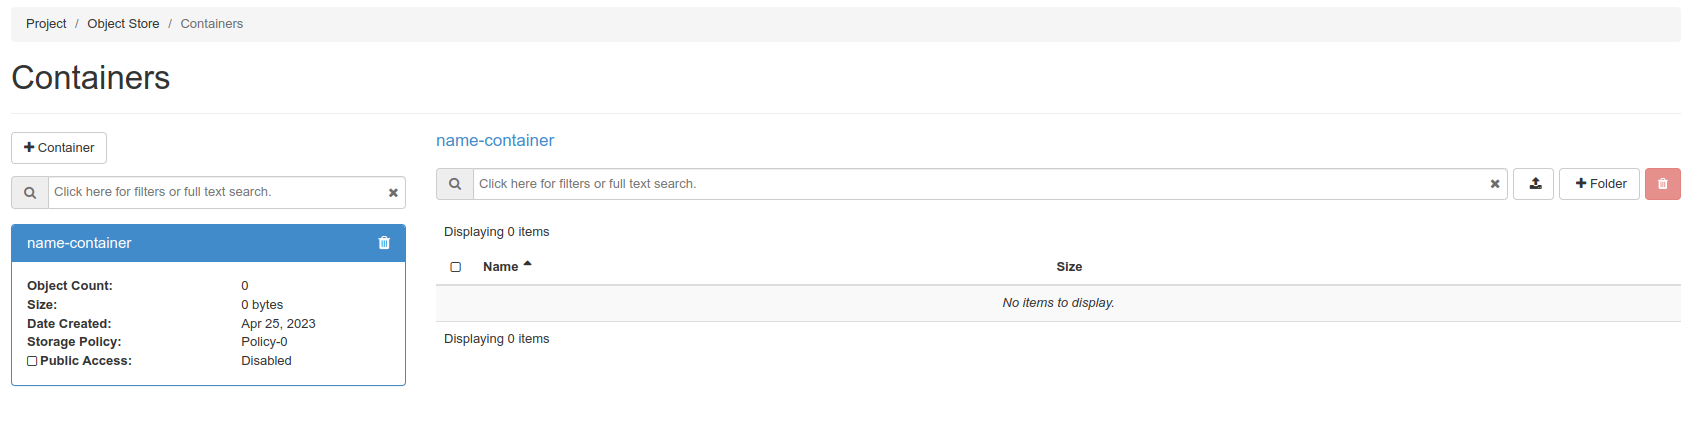 Project / Object Store / Containers
Containers
Container
Click here for filters or full text search.
name-container
Object Count: 0
Size: 0 bytes
Date Created: Apr 25, 2023
Storage Policy: Policy-0
Public Access: Disabled
name-container
Click here for filters or full text search.
Folder
Displaying 0 items
Name Size
No items to display.
Displaying 0 items